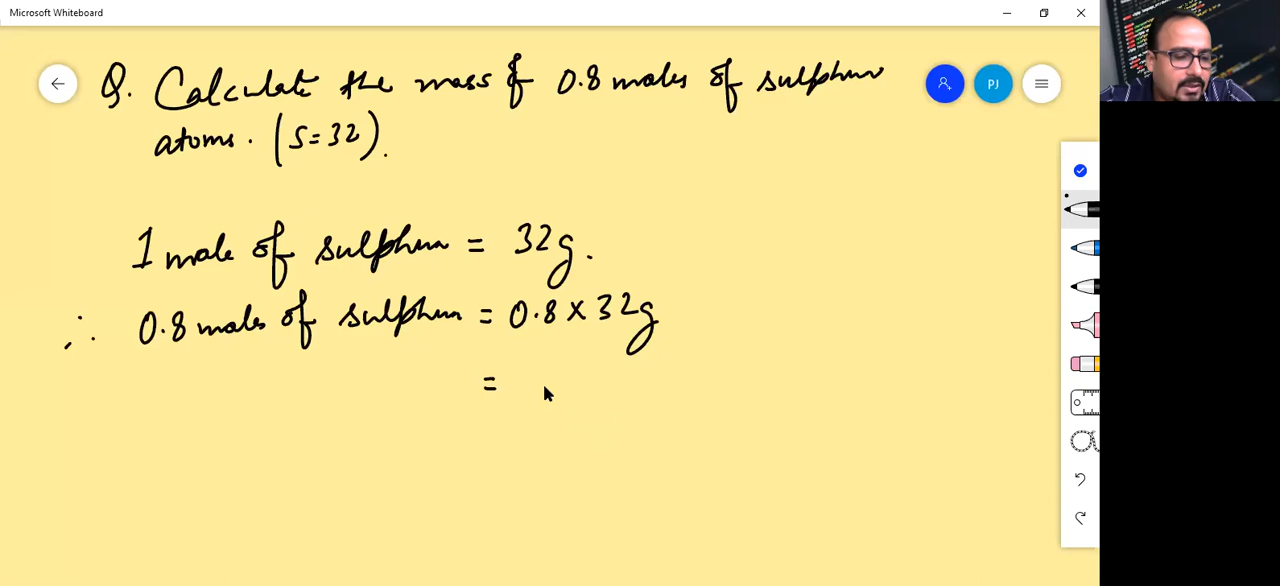 Microsoft Whiteboard
Q. Calculate the mass of 0.8 moles of sulphur
atoms. (S=32).
PJ
1 mole of sulphur = 32g.
∴ 0.8 moles of sulphur = 0.8 × 32g
=